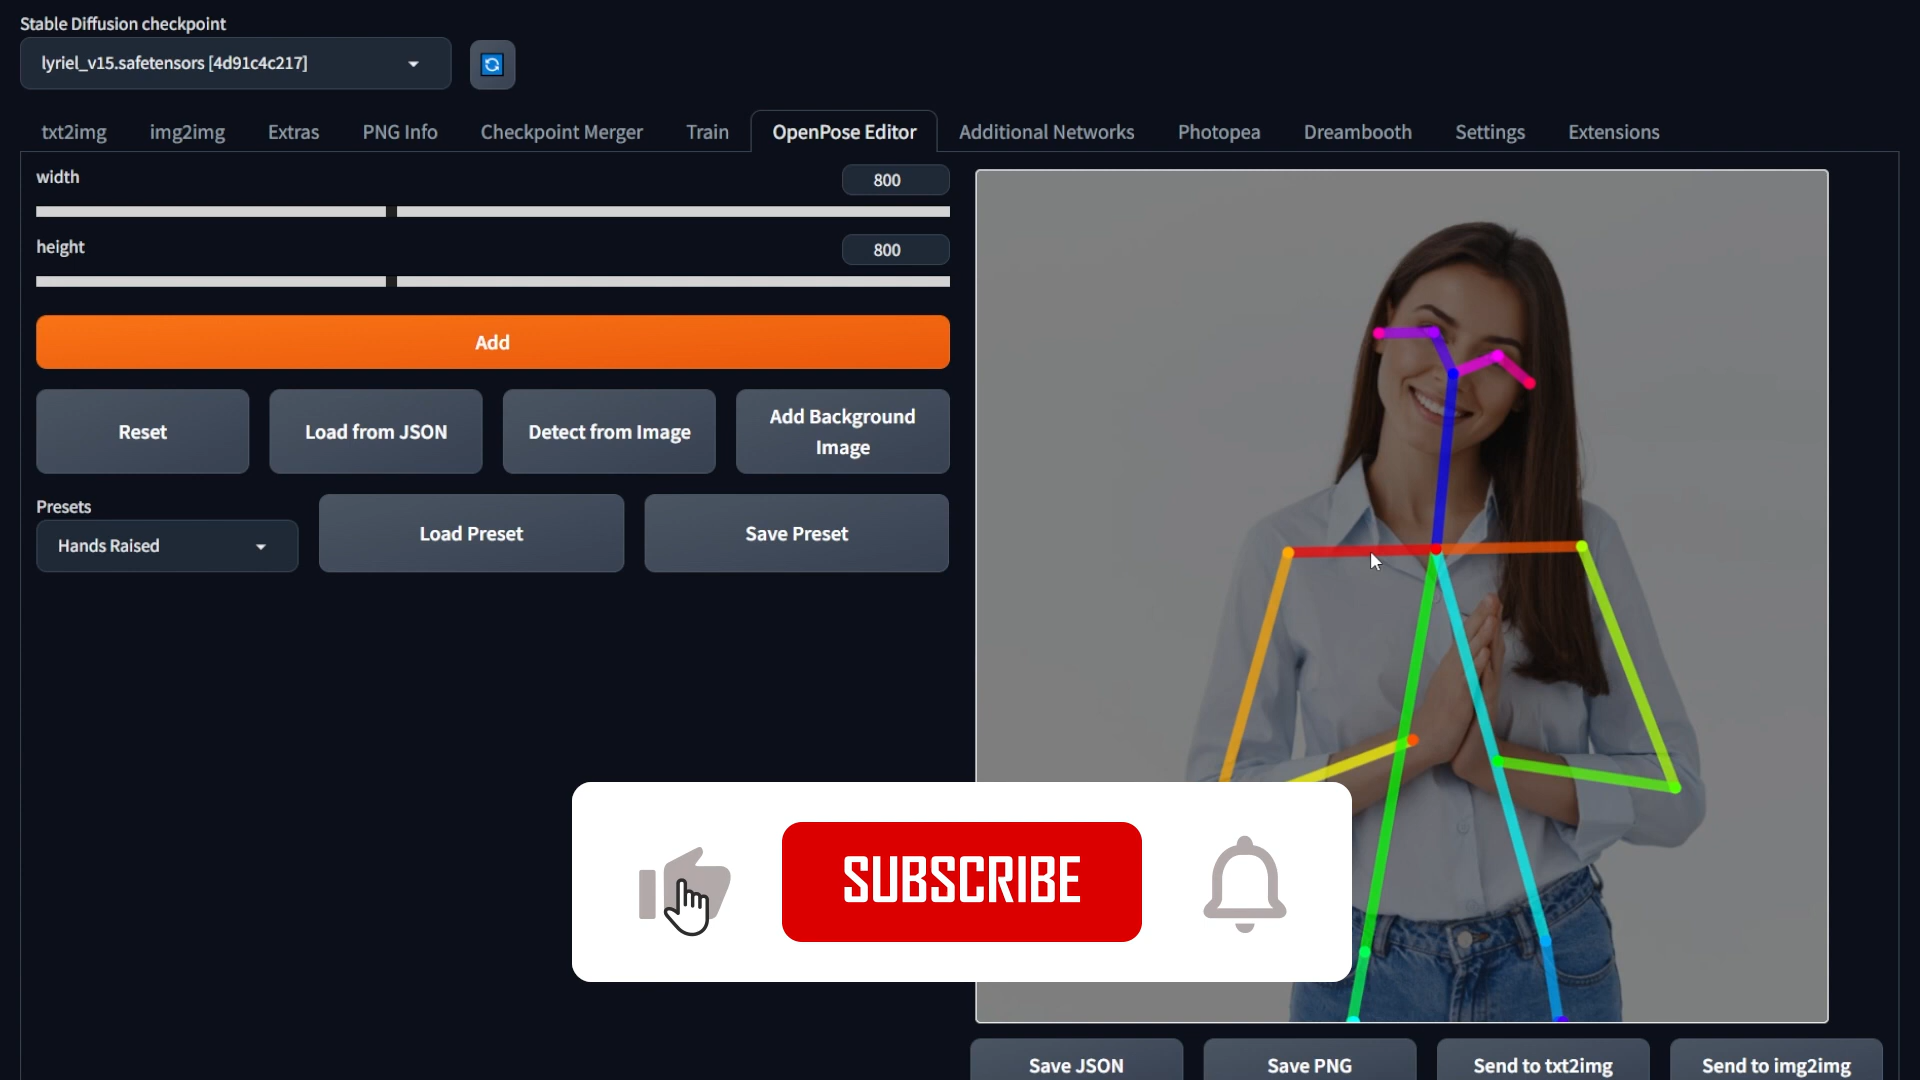 Stable Diffusion checkpoint
lyriel_v15.safetensors [4d91c4c217]
txt2img img2img Extras PNG Info Checkpoint Merger Train OpenPose Editor Additional Networks Photopea Dreambooth Settings Extensions
width
800
height
800
Add
Reset
Load from JSON
Detect from Image
Add Background
Image
Presets
Hands Raised
Load Preset
Save Preset
SUBSCRIBE
Save JSON
Save PNG
Send to txt2img
Send to img2img